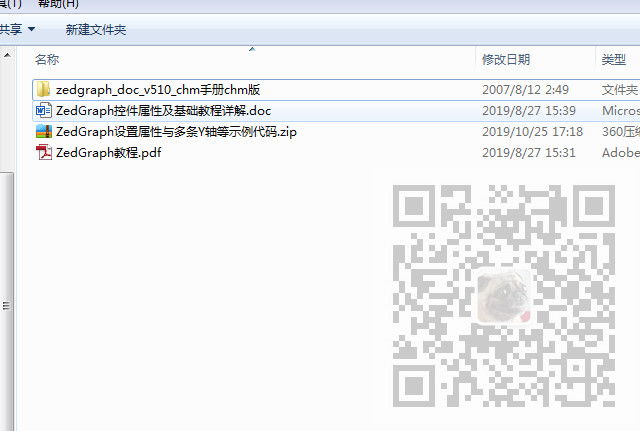 具(T) 帮助(H)
共享 新建文件夹
名称 修改日期 类型
zedgraph_doc_v510_chm手册chm版 2007/8/12 2:49 文件夹
ZedGraph控件属性及基础教程详解.doc 2019/8/27 15:39 Micros
ZedGraph设置属性与多条Y轴等示例代码.zip 2019/10/25 17:18 360压缩
ZedGraph教程.pdf 2019/8/27 15:31 Adobe